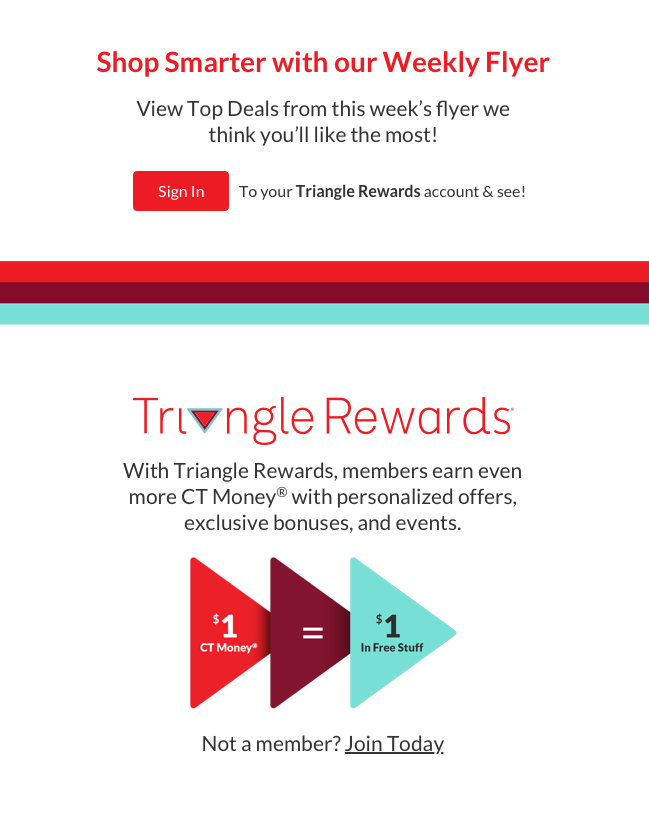 Shop Smarter with our Weekly Flyer
View Top Deals from this week's flyer we
think you'll like the most!
Sign In To your Triangle Rewards account & see!
Triangle Rewards
With Triangle Rewards, members earn even
more CT Money® with personalized offers,
exclusive bonuses, and events.
$1 = $1
CT Money® In Free Stuff
Not a member? Join Today